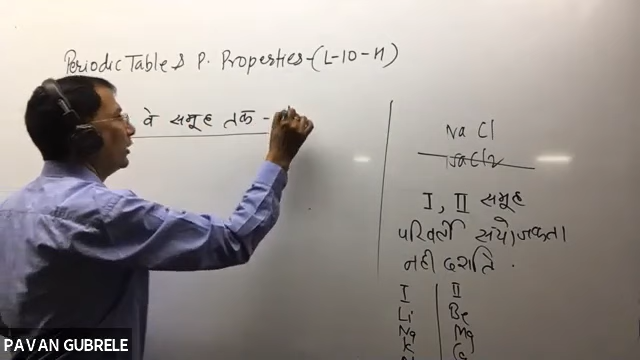 Periodic Table & P. Properties-(L-10-H)
वे समूह तक -
Na Cl
NaCl2
I, II समूह
परिवर्ती संयोजकता
नही दर्शाते .
I II
Li Be
Na Mg
K
PAVAN GUBRELE